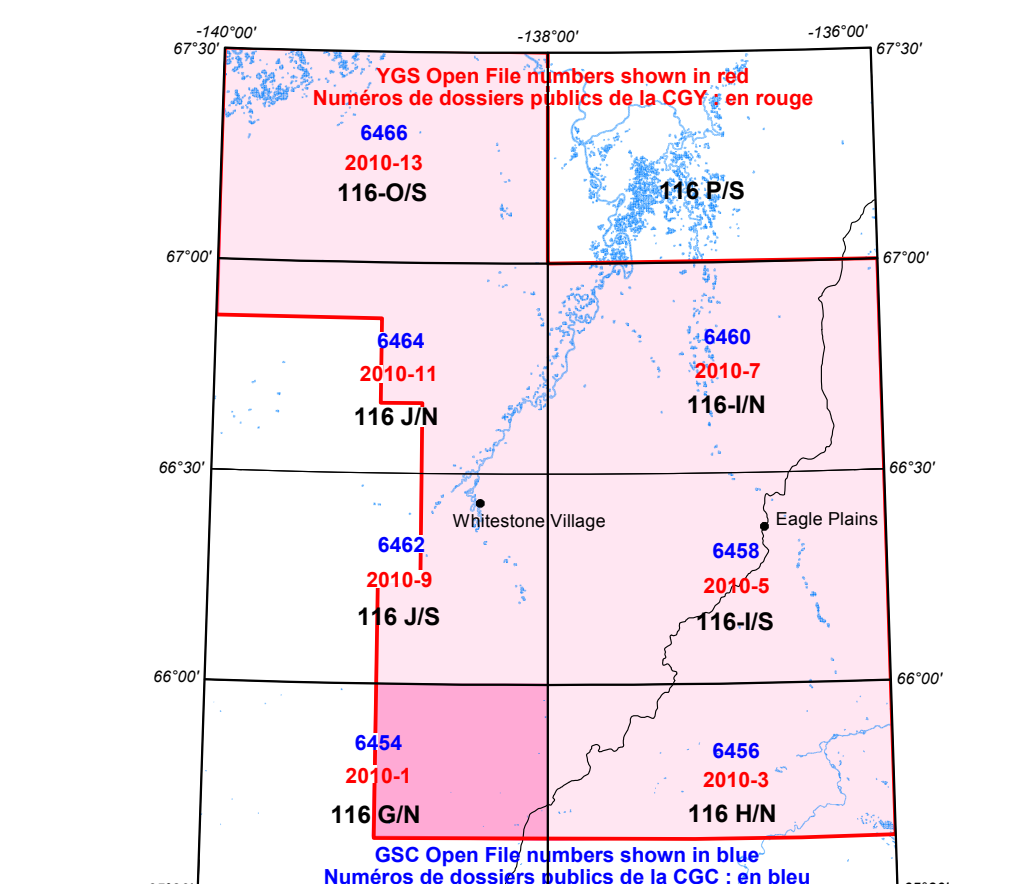 -140°00'
-138°00'
-136°00'
67°30'
67°30'
YGS Open File numbers shown in red
Numéros de dossiers publics de la CGY : en rouge
6466
2010-13
116-O/S
116 P/S
67°00'
67°00'
6464
2010-11
116 J/N
6460
2010-7
116-I/N
66°30'
66°30'
Whitestone Village
Eagle Plains
6462
2010-9
116 J/S
6458
2010-5
116-I/S
66°00'
66°00'
6454
2010-1
116 G/N
6456
2010-3
116 H/N
GSC Open File numbers shown in blue
Numéros de dossiers publics de la CGC : en bleu